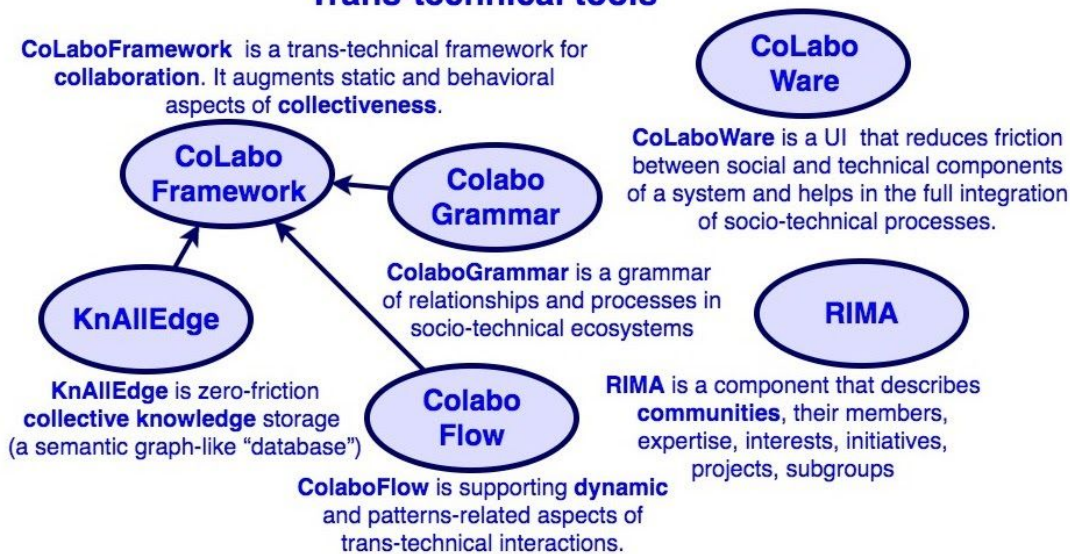 Trans-technical tools
CoLaboFramework is a trans-technical framework for
collaboration. It augments static and behavioral
aspects of collectiveness.
CoLabo
Framework
CoLabo
Ware
CoLaboWare is a UI that reduces friction
between social and technical components
of a system and helps in the full integration
of socio-technical processes.
Colabo
Grammar
ColaboGrammar is a grammar
of relationships and processes in
socio-technical ecosystems
KnAllEdge
KnAllEdge is zero-friction
collective knowledge storage
(a semantic graph-like “database”)
Colabo
Flow
ColaboFlow is supporting dynamic
and patterns-related aspects of
trans-technical interactions.
RIMA
RIMA is a component that describes
communities, their members,
expertise, interests, initiatives,
projects, subgroups